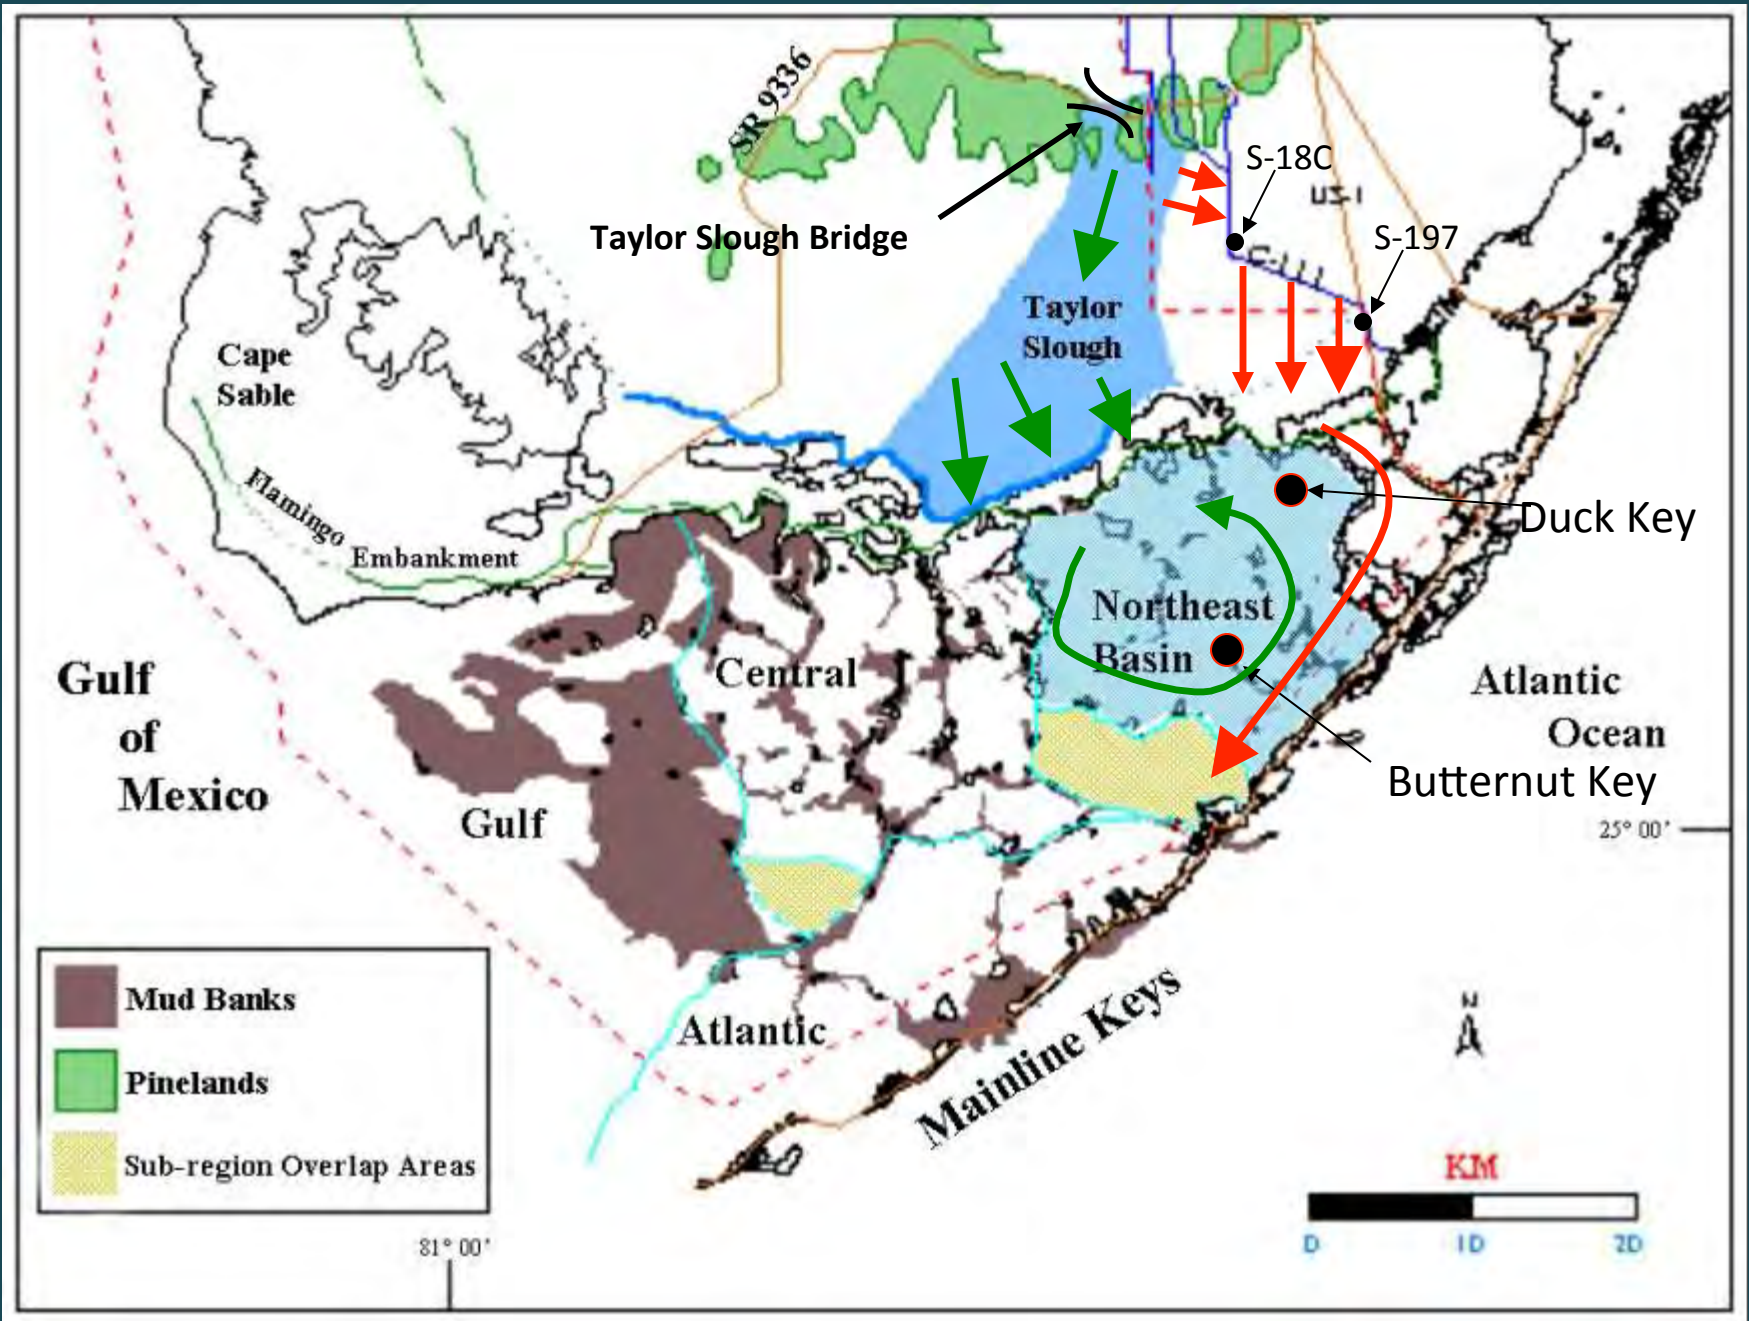 SR 9336
S-18C
US-1
Taylor Slough Bridge
S-197
C-111
Taylor
Slough
Cape
Sable
Flamingo
Embankment
Duck Key
Northeast
Basin
Central
Gulf
of
Mexico
Atlantic
Ocean
Butternut Key
Gulf
25° 00'
Mud Banks
Pinelands
Sub-region Overlap Areas
Atlantic
Mainline Keys
N
KM
0 10 20
81° 00'